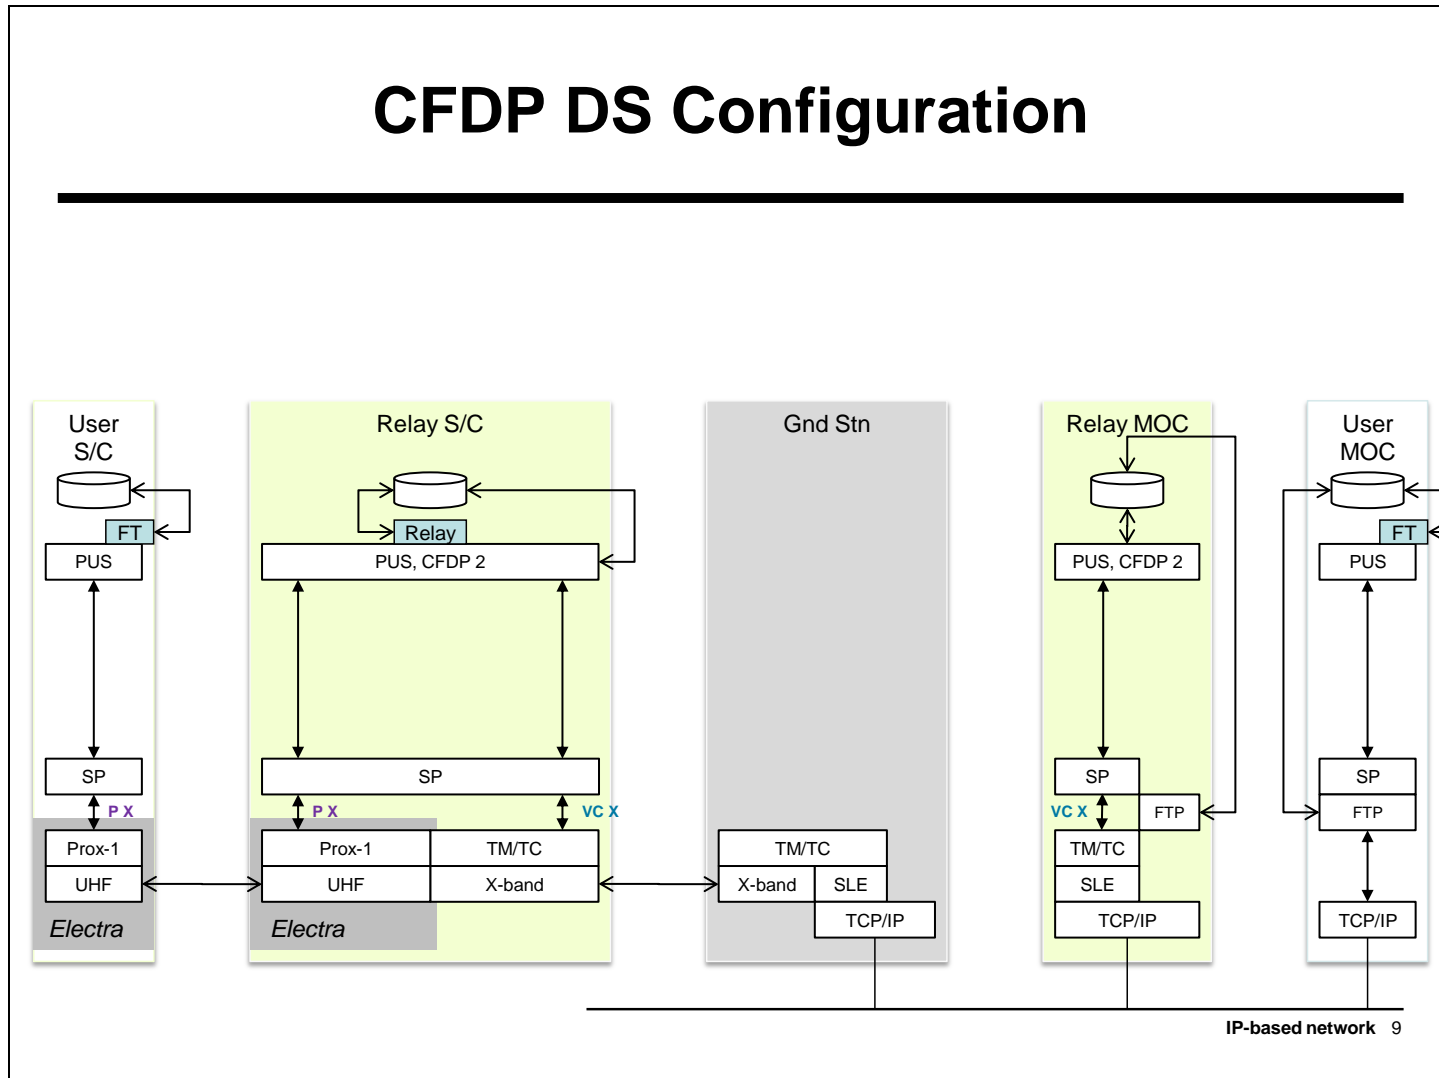 CFDP DS Configuration
User
S/C
FT
PUS
SP
P X
Prox-1
UHF
Electra
Relay S/C
Relay
PUS, CFDP 2
SP
P X
VC X
Prox-1
TM/TC
UHF
X-band
Electra
Gnd Stn
TM/TC
X-band
SLE
TCP/IP
Relay MOC
PUS, CFDP 2
SP
VC X
FTP
TM/TC
SLE
TCP/IP
User
MOC
FT
PUS
SP
FTP
TCP/IP
IP-based network 9